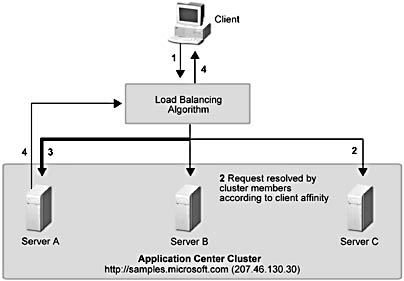 Client
1
4
Load Balancing
Algorithm
4
3
2
2 Request resolved by
cluster members
according to client affinity
Server A
Server B
Server C
Application Center Cluster
http://samples.microsoft.com (207.46.130.30)